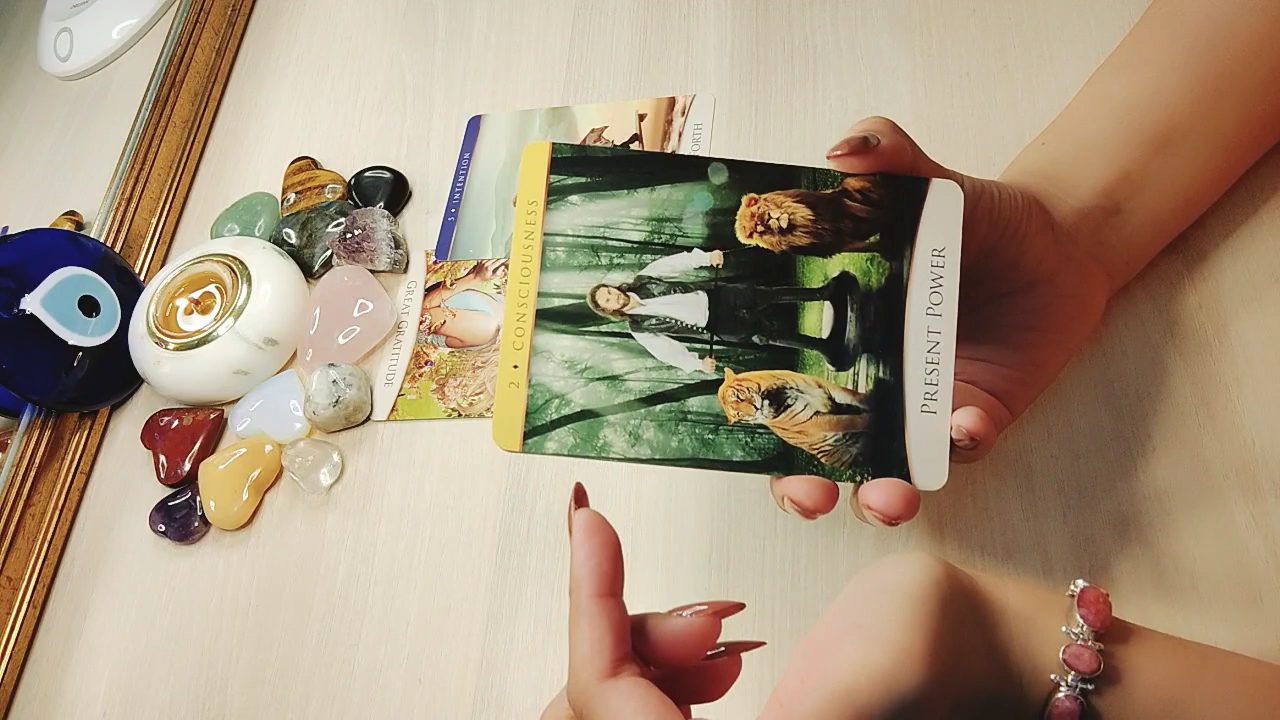 2 ♦ CONSCIOUSNESS
PRESENT POWER
5 ♦ INTENTION
GREAT GRATITUDE